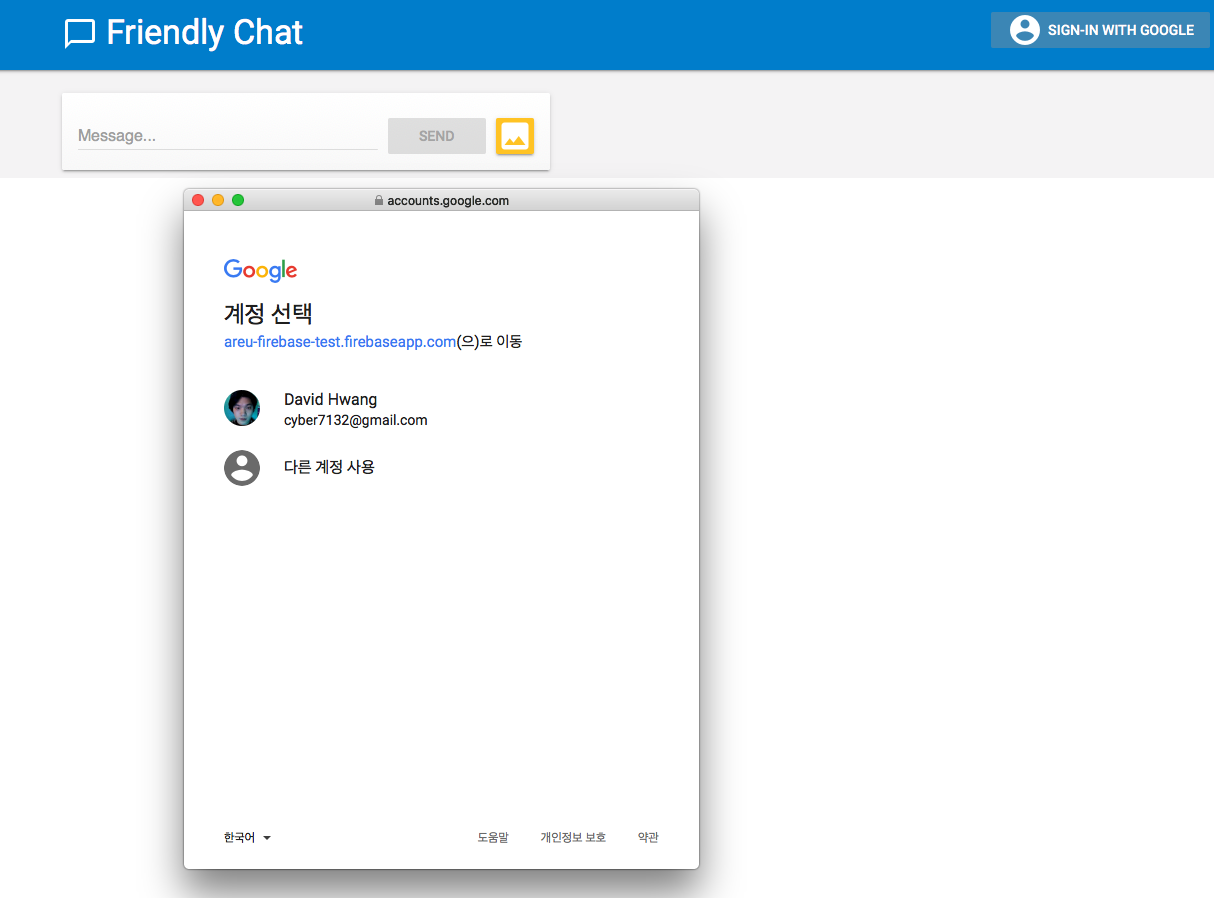 Friendly Chat
SIGN-IN WITH GOOGLE
Message...
SEND
accounts.google.com
Google
계정 선택
areu-firebase-test.firebaseapp.com(으)로 이동
David Hwang
cyber7132@gmail.com
다른 계정 사용
한국어
도움말
개인정보 보호
약관